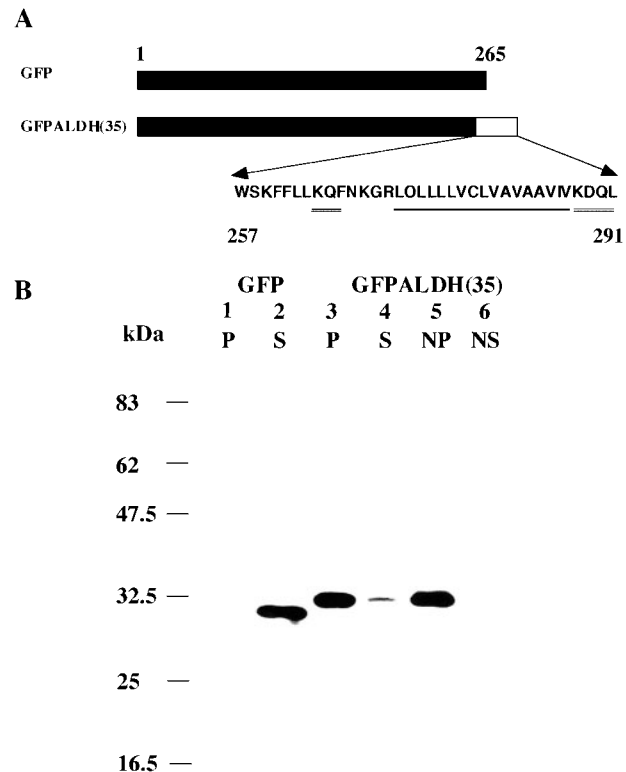 A
1 265
GFP
GFPALDH(35)
WSKFFLLKQFNKGRLOLLLLVCLVAVAAVIVKDQL
257 291
B
GFP GFPALDH(35)
1 2 3 4 5 6
kDa P S P S NP NS
83
62
47.5
32.5
25
16.5